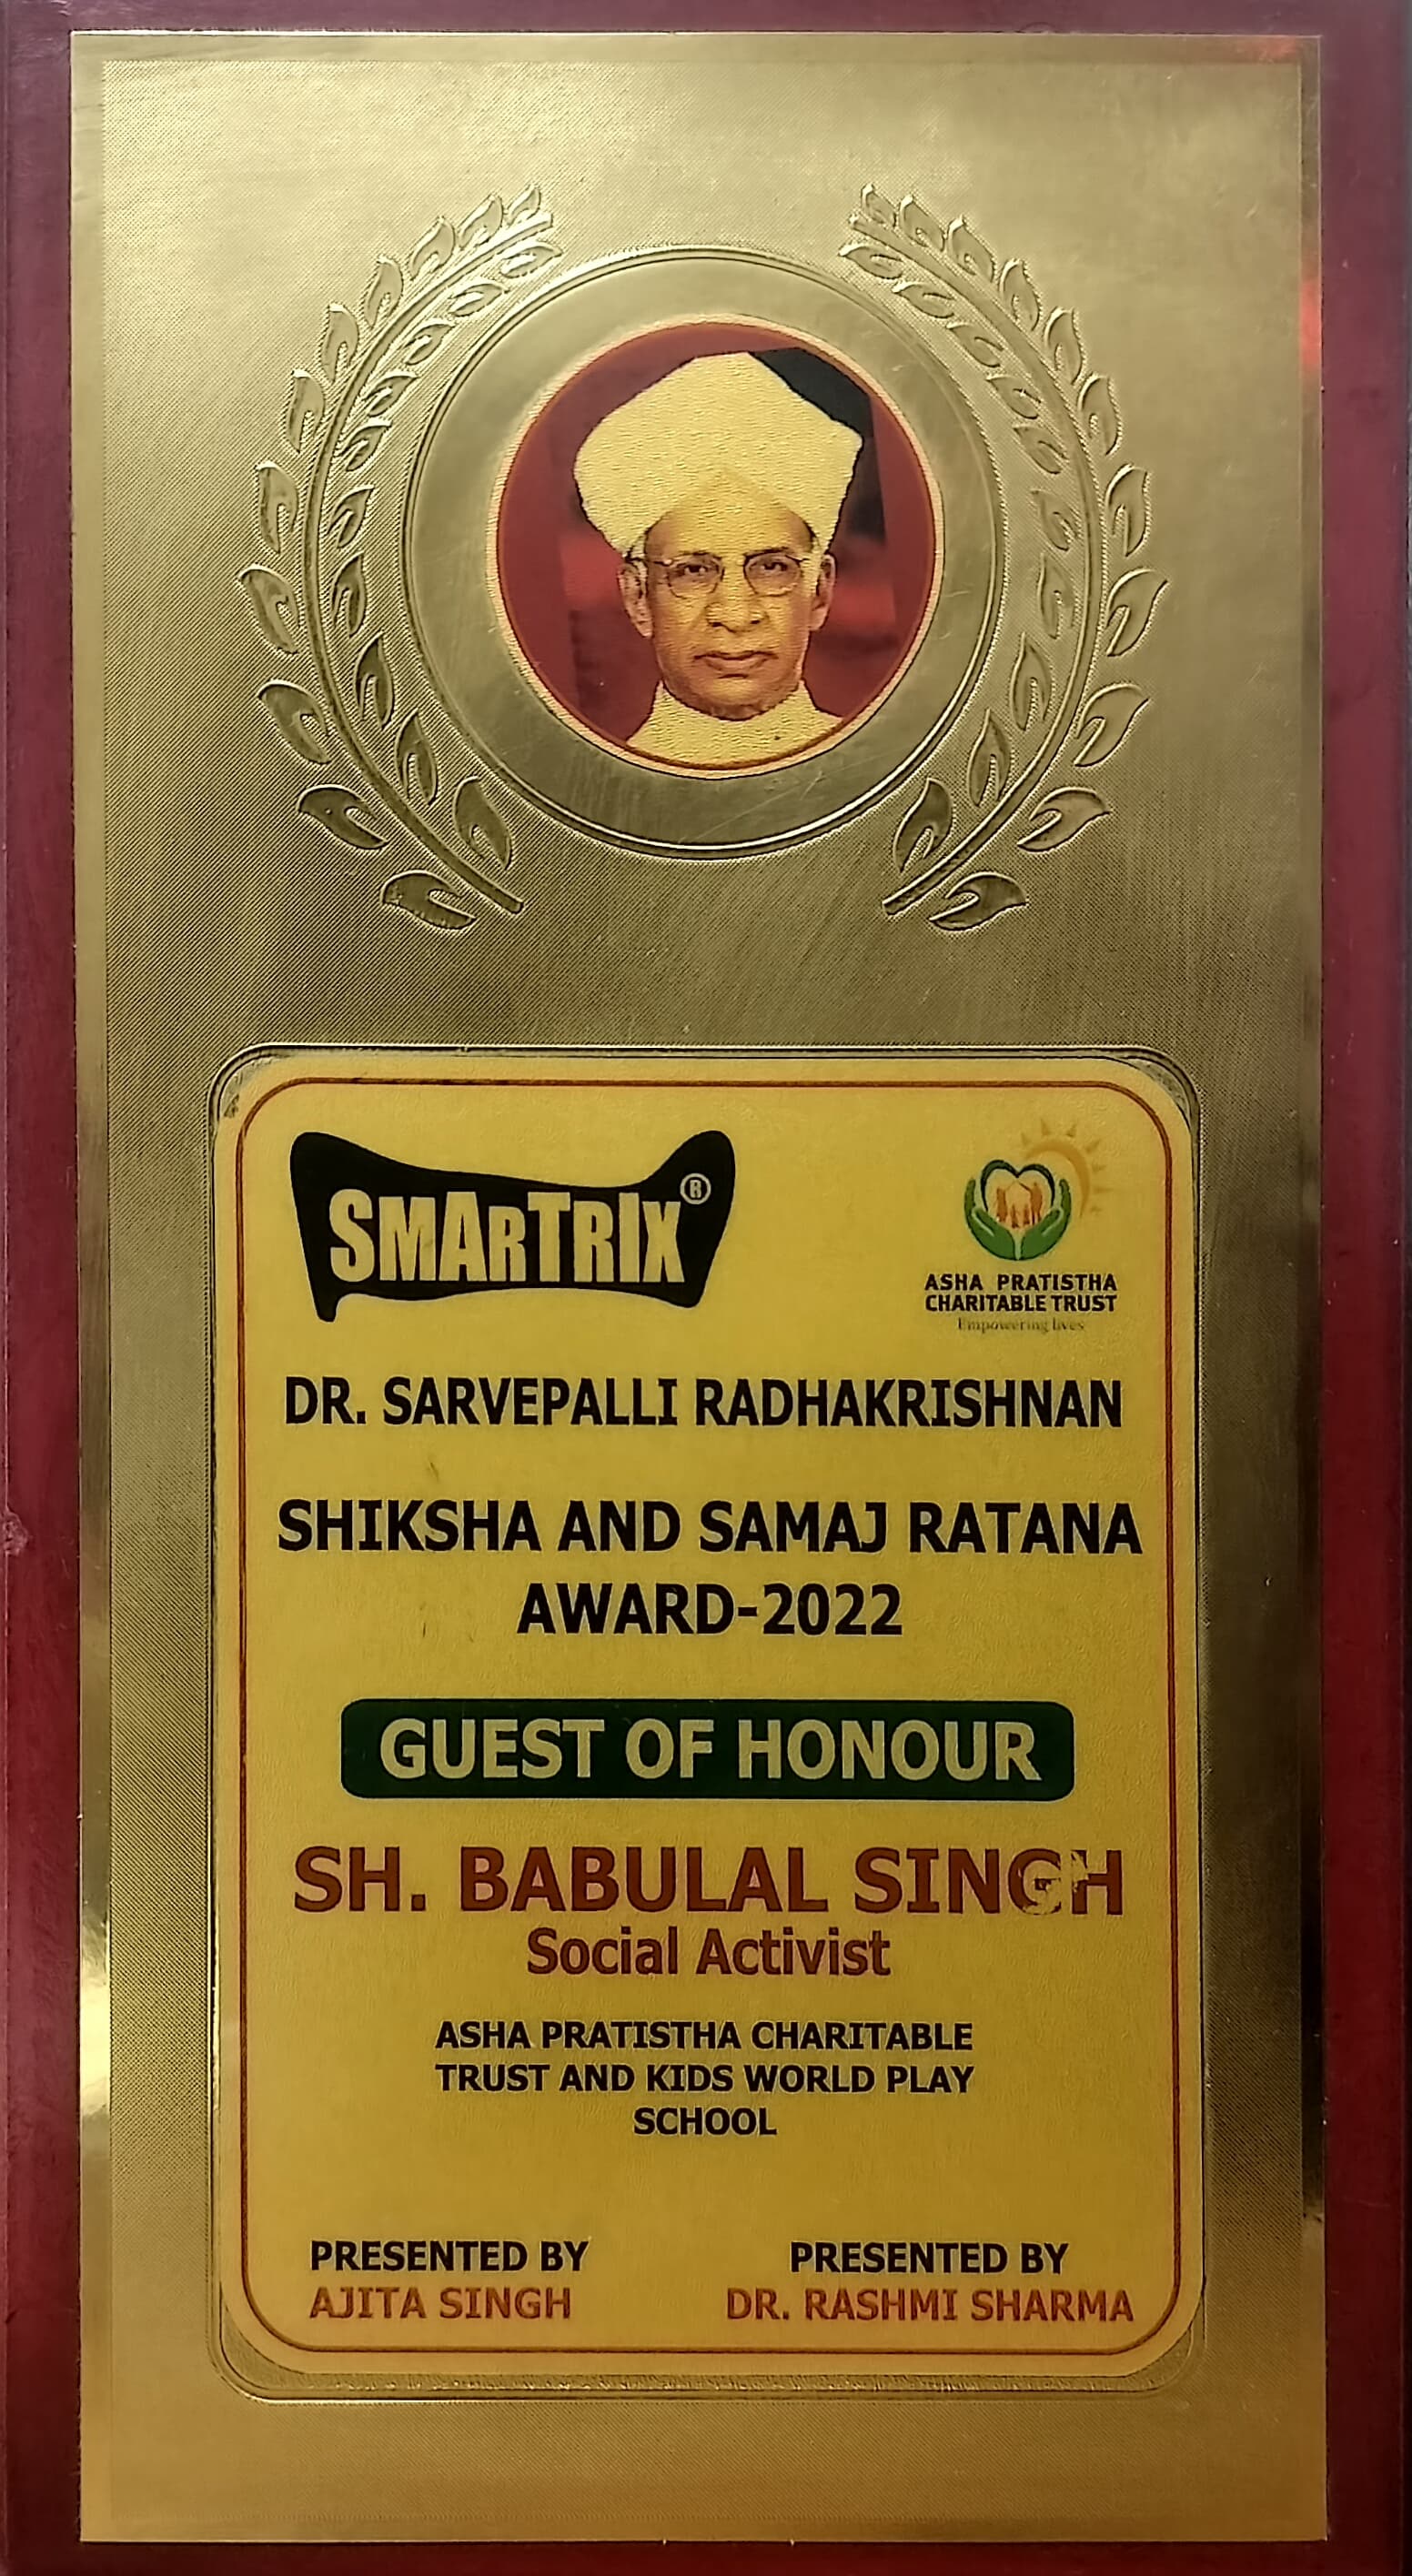 SMARTRIX®
ASHA PRATISTHA
CHARITABLE TRUST
Empowering lives
DR. SARVEPALLI RADHAKRISHNAN
SHIKSHA AND SAMAJ RATANA
AWARD-2022
GUEST OF HONOUR
SH. BABULAL SINGH
Social Activist
ASHA PRATISTHA CHARITABLE
TRUST AND KIDS WORLD PLAY
SCHOOL
PRESENTED BY PRESENTED BY
AJITA SINGH DR. RASHMI SHARMA